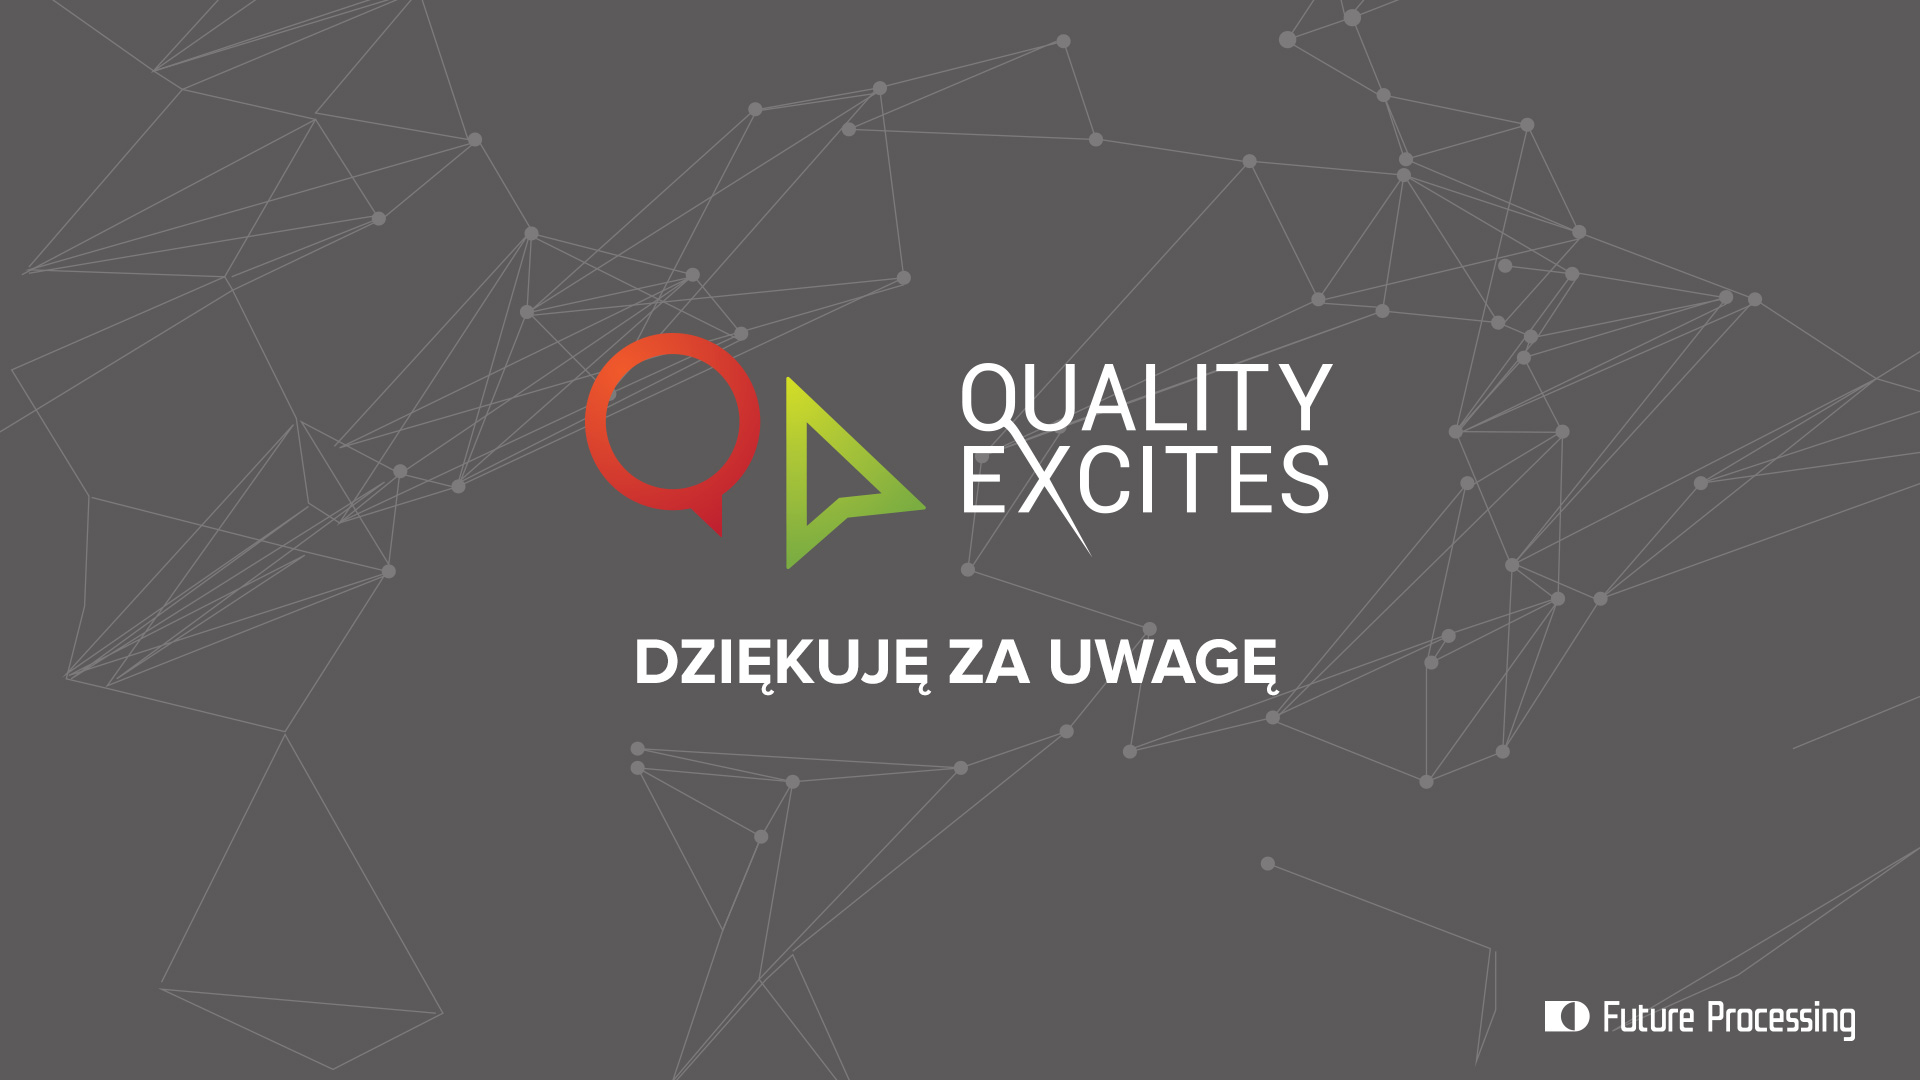 QUALITY
EXCITES
DZIĘKUJĘ ZA UWAGĘ
Future Processing